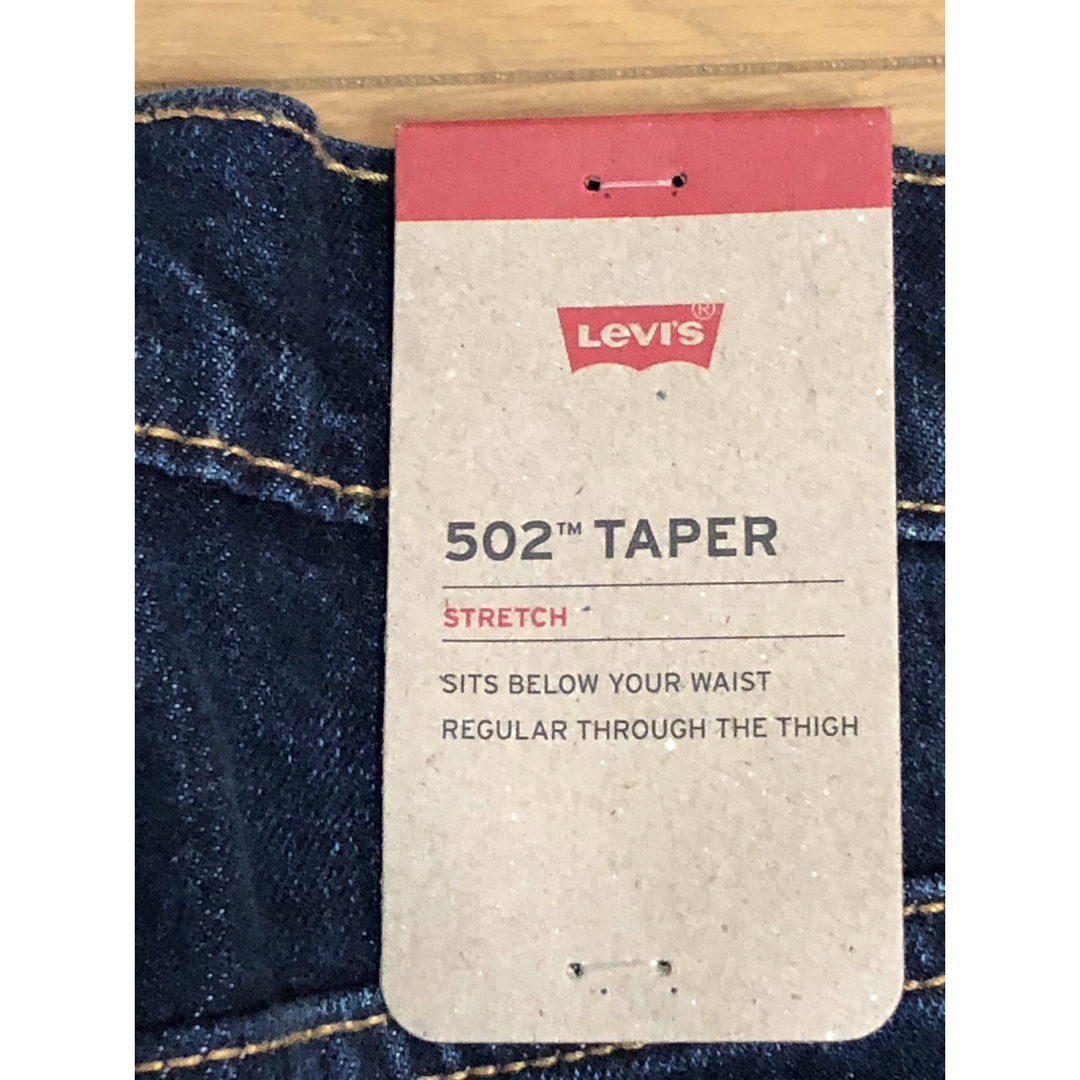 LEVI'S®
502™ TAPER
STRETCH
SITS BELOW YOUR WAIST
REGULAR THROUGH THE THIGH